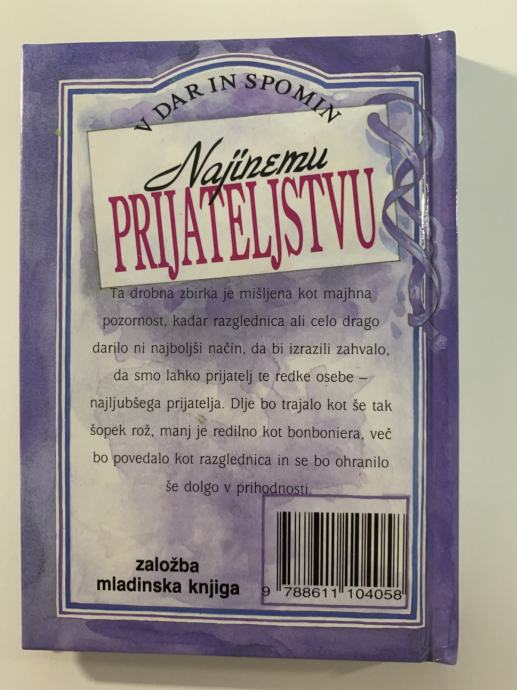 V DAR IN SPOMIN
Najinemu
PRIJATELJSTVU
Ta drobna zbirka je mišljena kot majhna
pozornost, kadar razglednica ali celo drago
darilo ni najboljši način, da bi izrazili zahvalo,
da smo lahko prijatelj te redke osebe –
najljubšega prijatelja. Dlje bo trajalo kot še tak
šopek rož, manj je redilno kot bonboniera, več
bo povedalo kot razglednica in se bo ohranilo
še dolgo v prihodnosti.
založba
mladinska knjiga
9 788611 104058